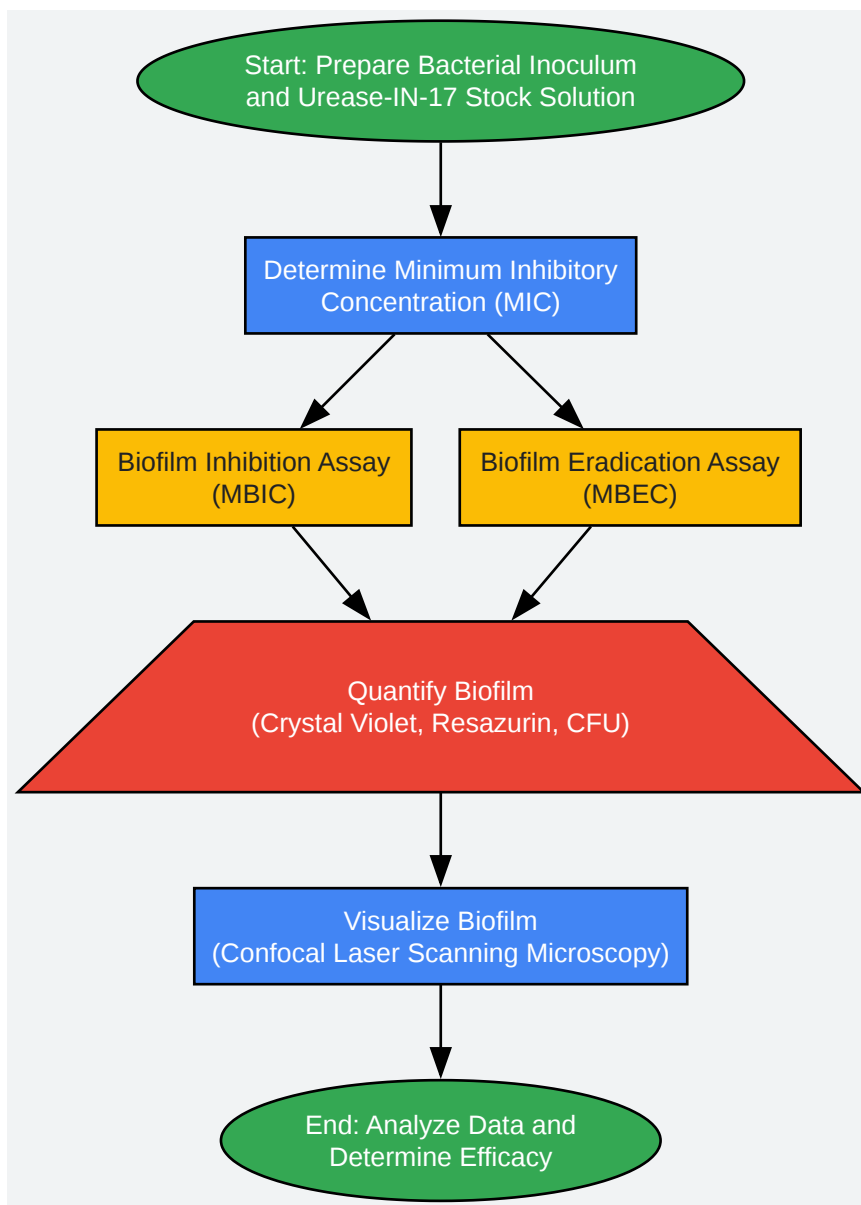 Start: Prepare Bacterial Inoculum
and Urease-IN-17 Stock Solution
Determine Minimum Inhibitory
Concentration (MIC)
Biofilm Inhibition Assay
(MBIC)
Biofilm Eradication Assay
(MBEC)
Quantify Biofilm
(Crystal Violet, Resazurin, CFU)
Visualize Biofilm
(Confocal Laser Scanning Microscopy)
End: Analyze Data and
Determine Efficacy